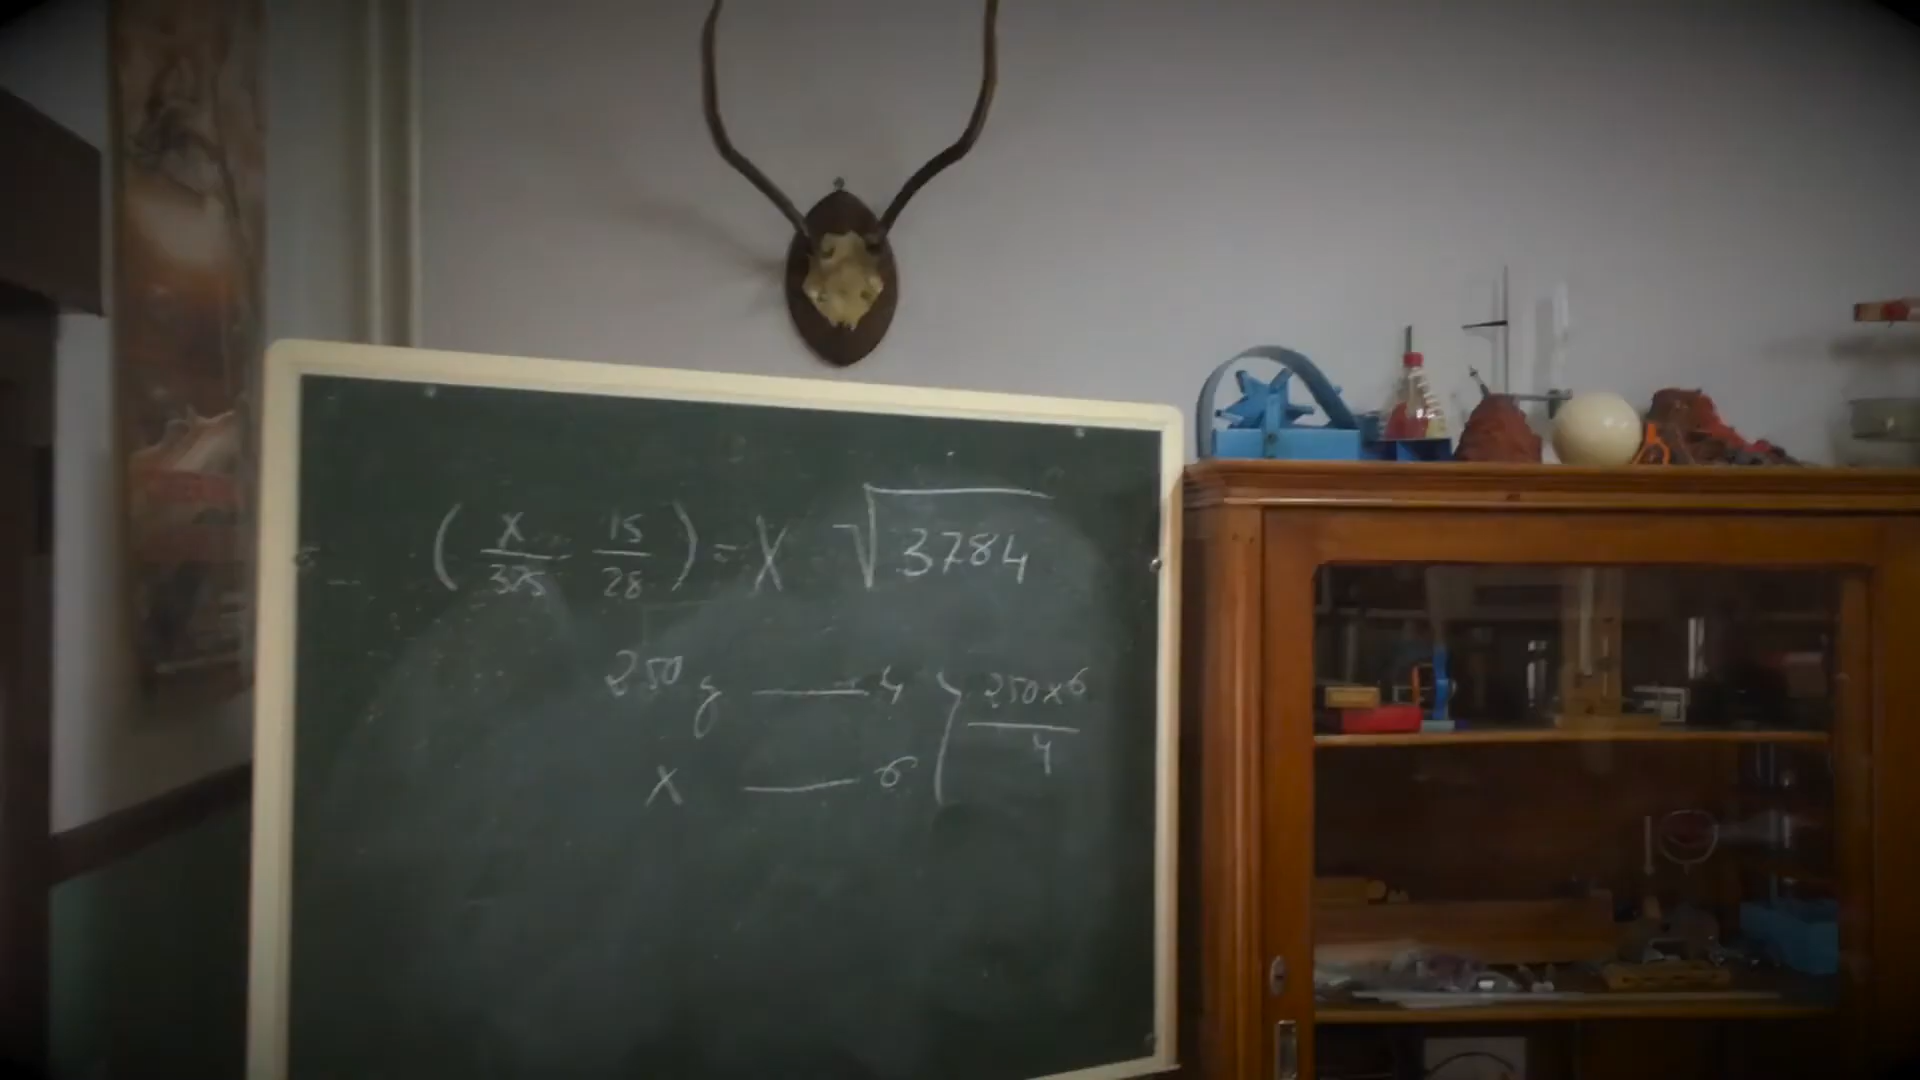 ( x/325 - 15/28 ) = X √3784
250 g —— 4 } 250x6/4
x —— 6